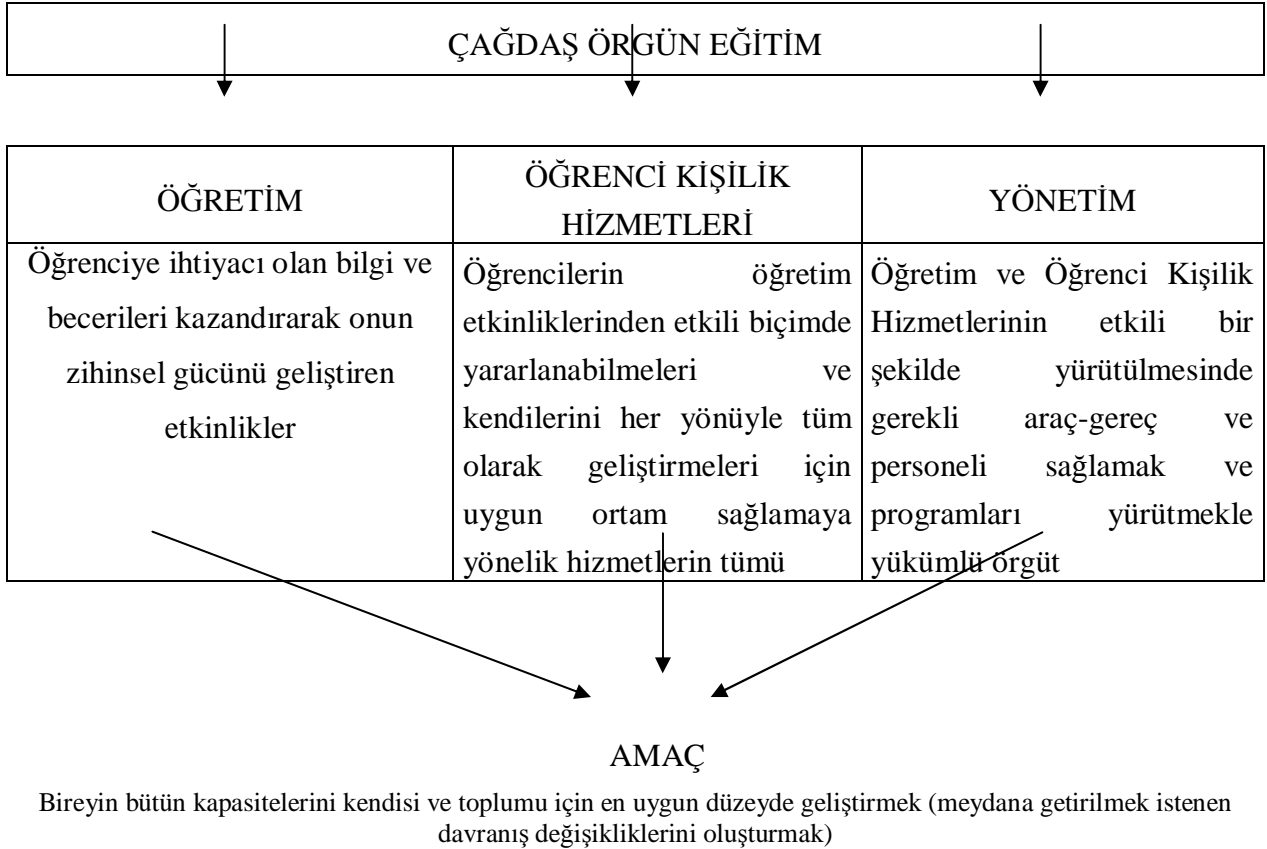 ÇAĞDAŞ ÖRGÜN EĞİTİM
ÖĞRETİM
Öğrenciye ihtiyacı olan bilgi ve
becerileri kazandırarak onun
zihinsel gücünü geliştiren
etkinlikler
ÖĞRENCİ KİŞİLİK
HİZMETLERİ
Öğrencilerin öğretim
etkinliklerinden etkili biçimde
yararlanabilmeleri ve
kendilerini her yönüyle tüm
olarak geliştirmeleri için
uygun ortam sağlamaya
yönelik hizmetlerin tümü
YÖNETİM
Öğretim ve Öğrenci Kişilik
Hizmetlerinin etkili bir
şekilde yürütülmesinde
gerekli araç-gereç ve
personeli sağlamak ve
programları yürütmekle
yükümlü örgüt
AMAÇ
Bireyin bütün kapasitelerini kendisi ve toplumu için en uygun düzeyde geliştirmek (meydana getirilmek istenen
davranış değişikliklerini oluşturmak)